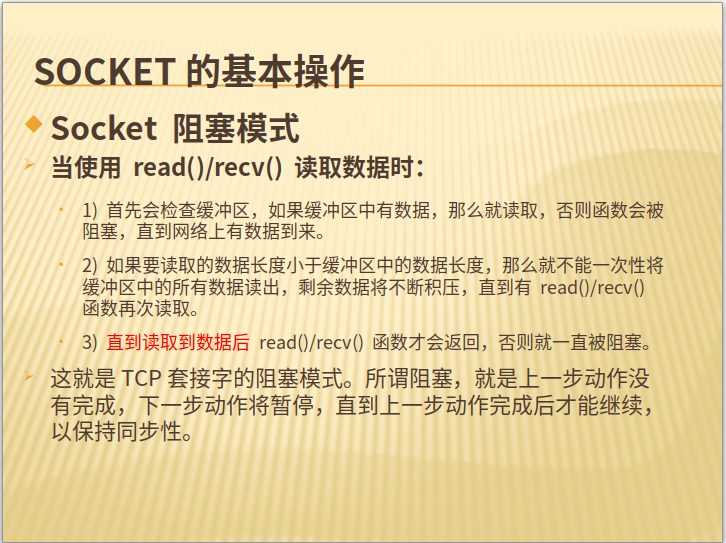 SOCKET 的基本操作
Socket 阻塞模式
当使用 read()/recv() 读取数据时：
1) 首先会检查缓冲区，如果缓冲区中有数据，那么就读取，否则函数会被
阻塞，直到网络上有数据到来。
2) 如果要读取的数据长度小于缓冲区中的数据长度，那么就不能一次性将
缓冲区中的所有数据读出，剩余数据将不断积压，直到有 read()/recv()
函数再次读取。
3) 直到读取到数据后 read()/recv() 函数才会返回，否则就一直被阻塞。
这就是 TCP 套接字的阻塞模式。所谓阻塞，就是上一步动作没
有完成，下一步动作将暂停，直到上一步动作完成后才能继续，
以保持同步性。